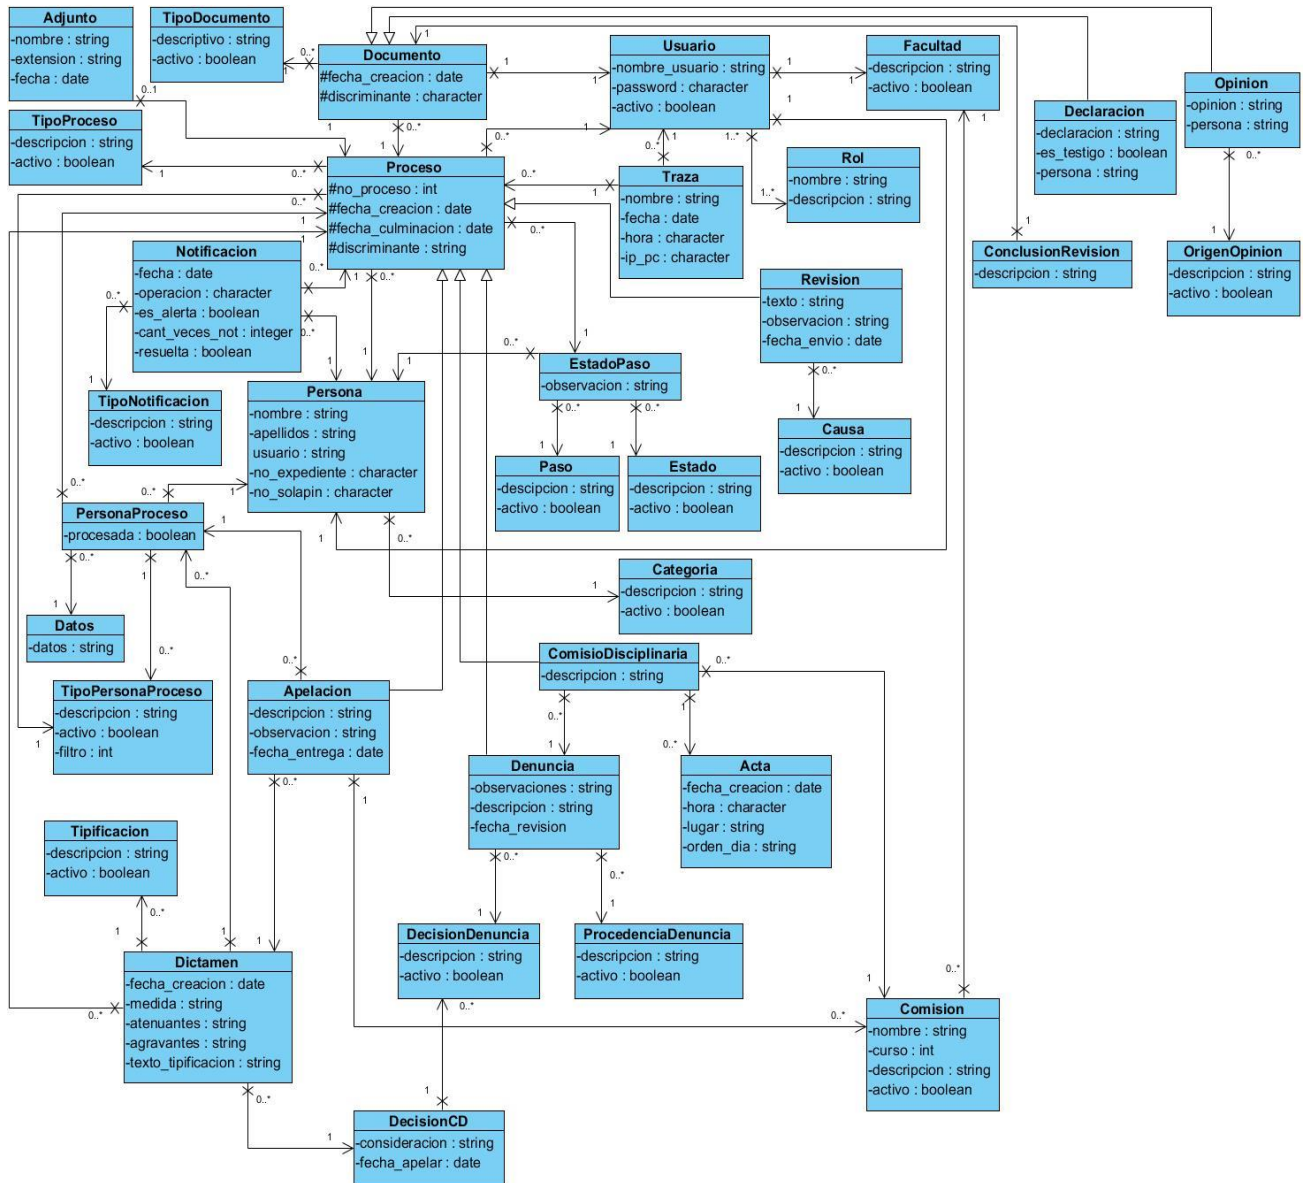 Adjunto
-nombre : string
-extension : string
-fecha : date
TipoDocumento
-descriptivo : string
-activo : boolean
Documento
#fecha_creacion : date
#discriminante : character
Usuario
-nombre_usuario : string
-password : character
-activo : boolean
Facultad
-descripcion : string
-activo : boolean
Opinion
-opinion : string
-persona : string
Declaracion
-declaracion : string
-es_testigo : boolean
-persona : string
TipoProceso
-descripcion : string
-activo : boolean
Proceso
#no_proceso : int
#fecha_creacion : date
#fecha_culminacion : date
#discriminante : string
Traza
-nombre : string
-fecha : date
-hora : character
-ip_pc : character
Rol
-nombre : string
-descripcion : string
ConclusionRevision
-descripcion : string
OrigenOpinion
-descripcion : string
-activo : boolean
Notificacion
-fecha : date
-operacion : character
-es_alerta : boolean
-cant_veces_not : integer
-resuelta : boolean
Revision
-texto : string
-observacion : string
-fecha_envio : date
EstadoPaso
-observacion : string
TipoNotificacion
-descripcion : string
-activo : boolean
Persona
-nombre : string
-apellidos : string
usuario : string
-no_expediente : character
-no_solapin : character
Causa
-descripcion : string
-activo : boolean
Paso
-descipcion : string
-activo : boolean
Estado
-descripcion : string
-activo : boolean
PersonaProceso
-procesada : boolean
Categoria
-descripcion : string
-activo : boolean
Datos
-datos : string
ComisioDisciplinaria
-descripcion : string
TipoPersonaProceso
-descripcion : string
-activo : boolean
-filtro : int
Apelacion
-descripcion : string
-observacion : string
-fecha_entrega : date
Denuncia
-observaciones : string
-descripcion : string
-fecha_revision
Acta
-fecha_creacion : date
-hora : character
-lugar : string
-orden_dia : string
Tipificacion
-descripcion : string
-activo : boolean
DecisionDenuncia
-descripcion : string
-activo : boolean
ProcedenciaDenuncia
-descripcion : string
-activo : boolean
Dictamen
-fecha_creacion : date
-medida : string
-atenuantes : string
-agravantes : string
-texto_tipificacion : string
Comision
-nombre : string
-curso : int
-descripcion : string
-activo : boolean
DecisionCD
-consideracion : string
-fecha_apelar : date